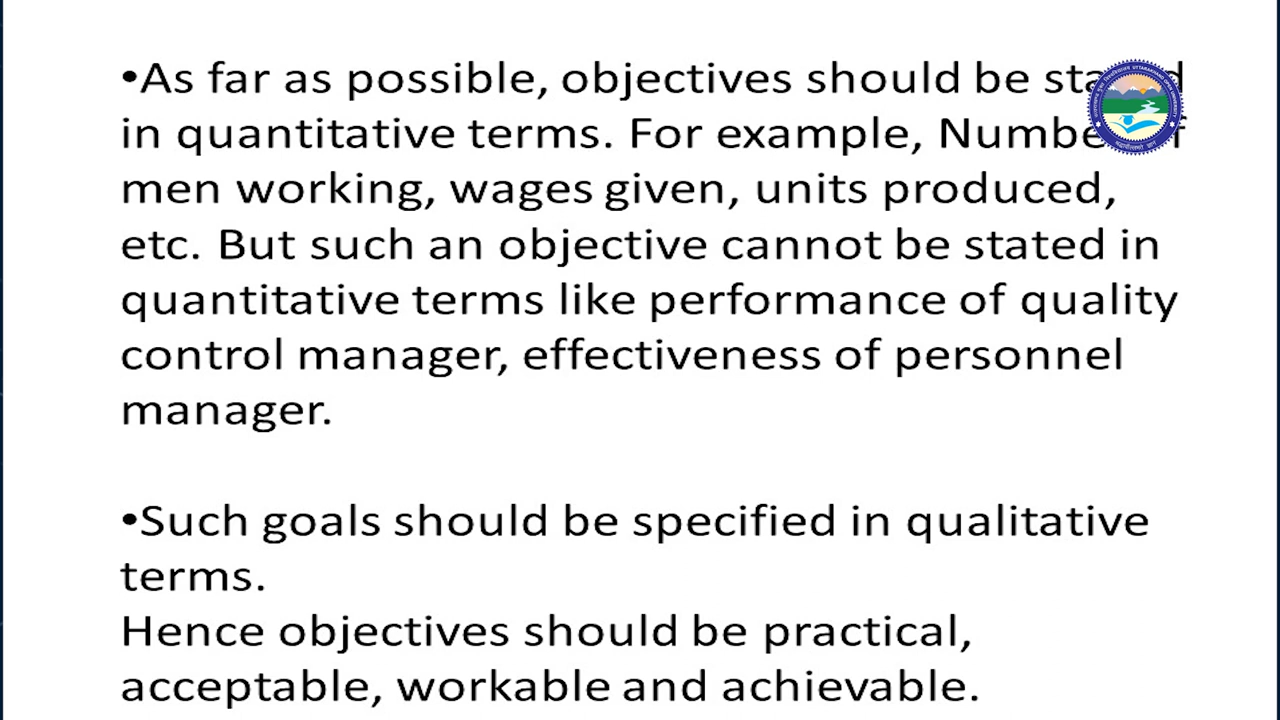 •As far as possible, objectives should be stated
in quantitative terms. For example, Number of
men working, wages given, units produced,
etc. But such an objective cannot be stated in
quantitative terms like performance of quality
control manager, effectiveness of personnel
manager.
•Such goals should be specified in qualitative
terms.
Hence objectives should be practical,
acceptable, workable and achievable.